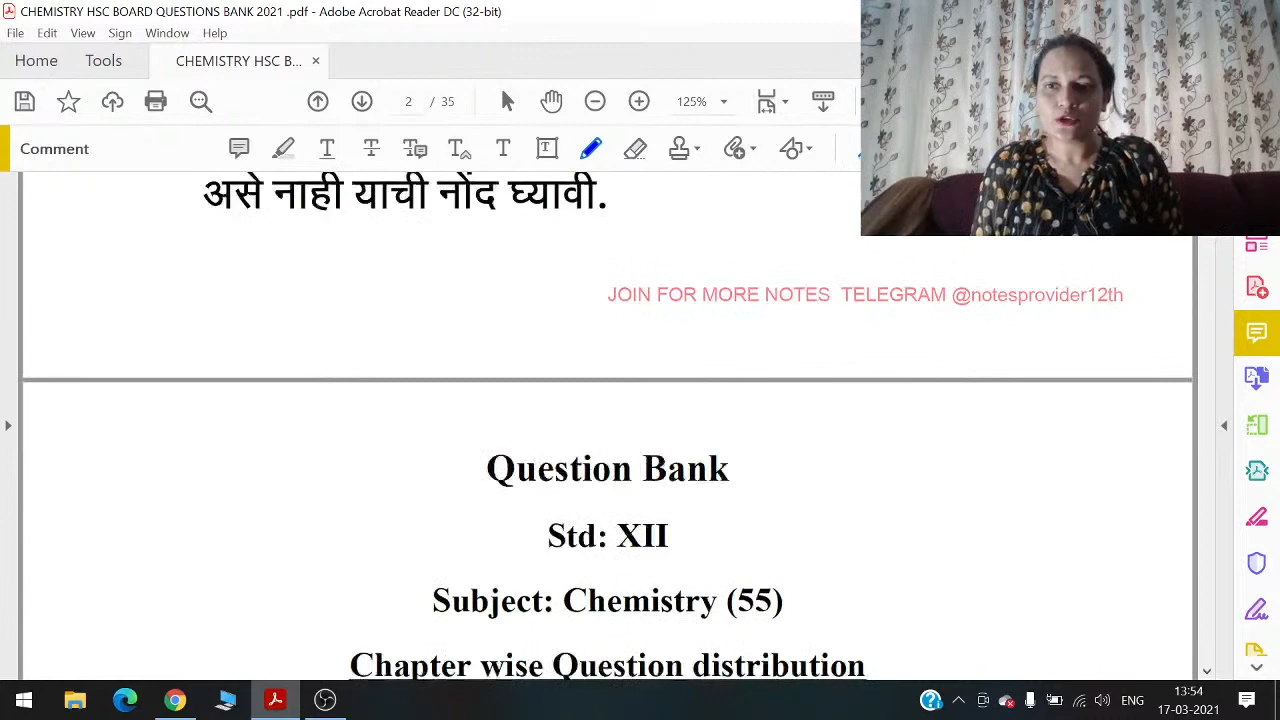 CHEMISTRY HSC BOARD QUESTIONS BANK 2021 .pdf - Adobe Acrobat Reader DC (32-bit)
File Edit View Sign Window Help
Home Tools CHEMISTRY HSC B... ×
2 / 35 125%
Comment
असे नाही याची नोंद घ्यावी.
JOIN FOR MORE NOTES TELEGRAM @notesprovider12th
Question Bank
Std: XII
Subject: Chemistry (55)
Chapter wise Question distribution
ENG
13:54
17-03-2021